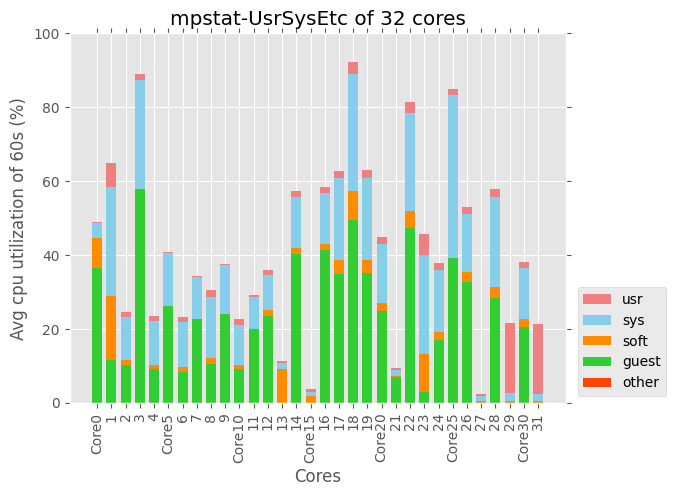 mpstat-UsrSysEtc of 32 cores
Avg cpu utilization of 60s (%)
100
80
60
40
20
0
Core0
1
2
3
4
Core5
6
7
8
9
Core10
11
12
13
14
Core15
16
17
18
19
Core20
21
22
23
24
Core25
26
27
28
29
Core30
31
Cores
usr
sys
soft
guest
other